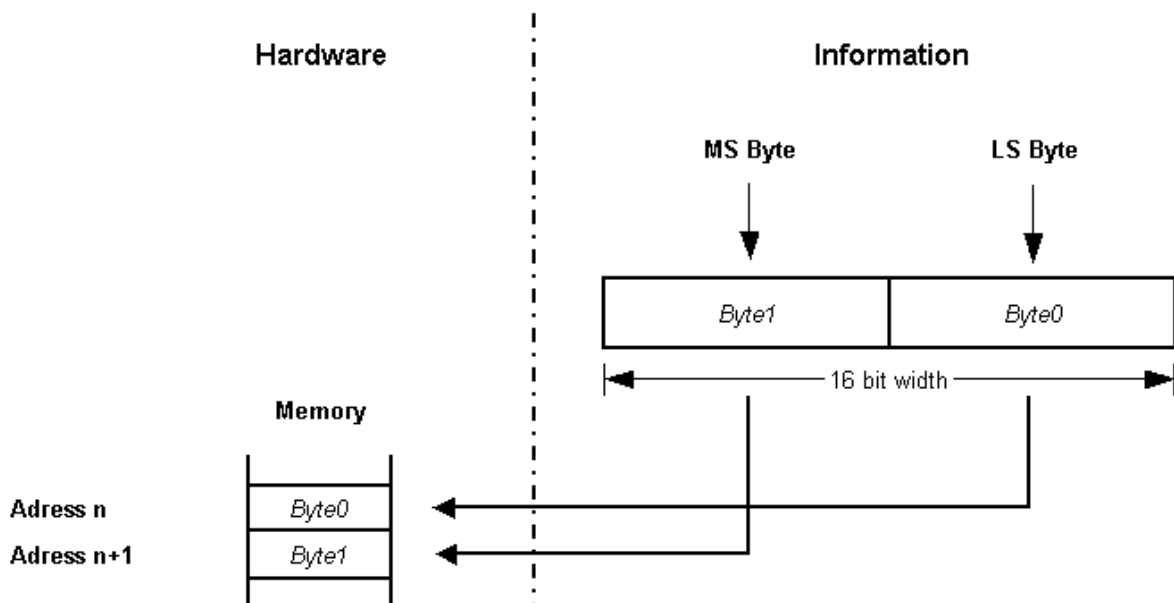 Hardware
Information
MS Byte
LS Byte
Byte1
Byte0
16 bit width
Memory
Adress n
Byte0
Adress n+1
Byte1